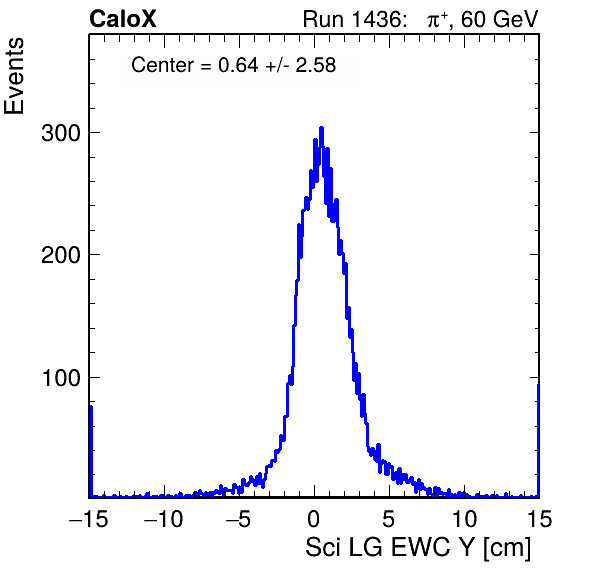 CaloX Run 1436: π⁺, 60 GeV
Events
Center = 0.64 +/- 2.58
300
200
100
−15 −10 −5 0 5 10 15
Sci LG EWC Y [cm]